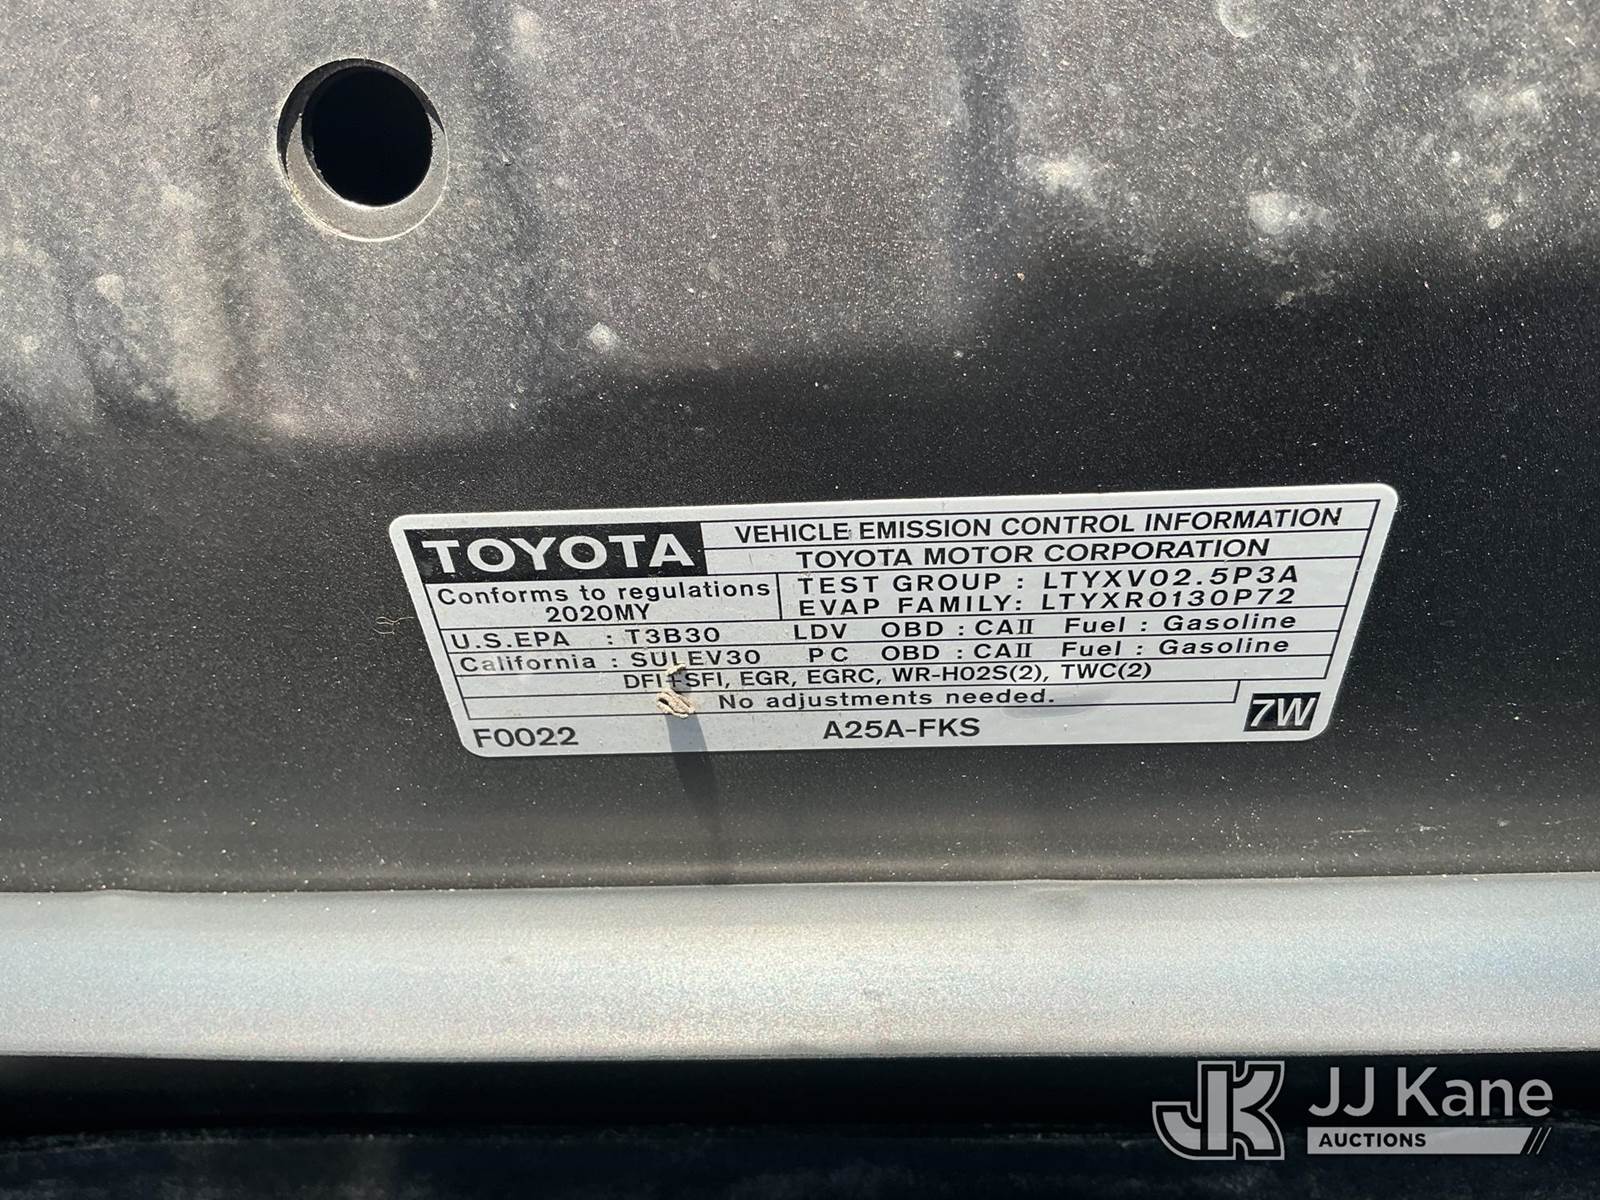 TOYOTA
VEHICLE EMISSION CONTROL INFORMATION
TOYOTA MOTOR CORPORATION
Conforms to regulations
2020MY
TEST GROUP : LTYXV02.5P3A
EVAP FAMILY: LTYXR0130P72
U.S.EPA : T3B30 LDV OBD : CAII Fuel : Gasoline
California : SULEV30 PC OBD : CAII Fuel : Gasoline
DFI+SFI, EGR, EGRC, WR-HO2S(2), TWC(2)
No adjustments needed.
F0022 A25A-FKS 7W
JK JJ Kane
AUCTIONS